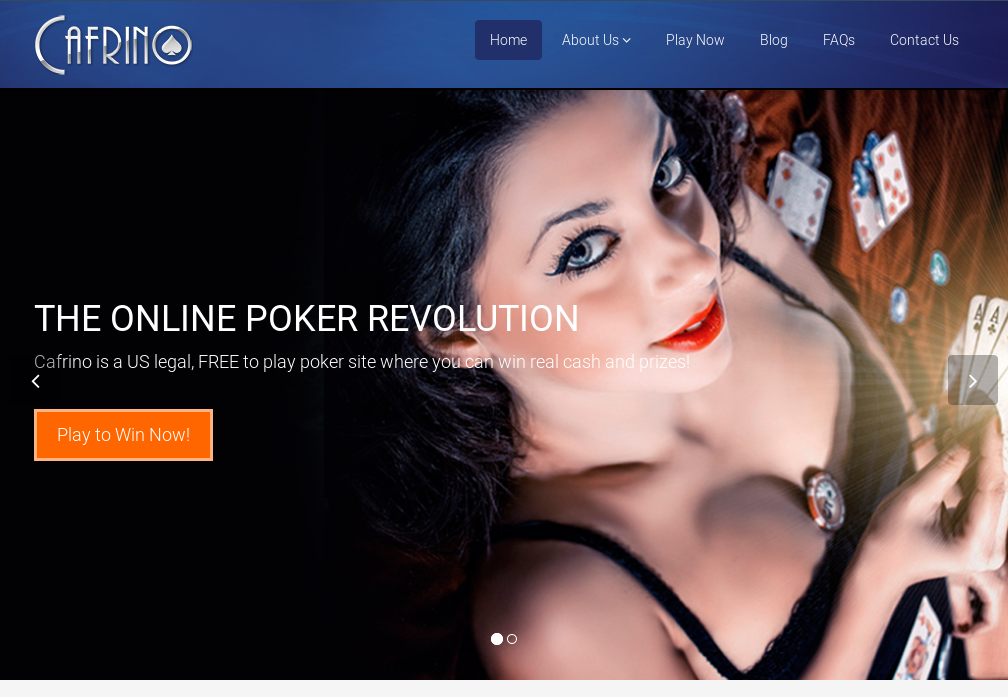 CAFRINO
Home About Us Play Now Blog FAQs Contact Us
THE ONLINE POKER REVOLUTION
Cafrino is a US legal, FREE to play poker site where you can win real cash and prizes!
Play to Win Now!
A
A